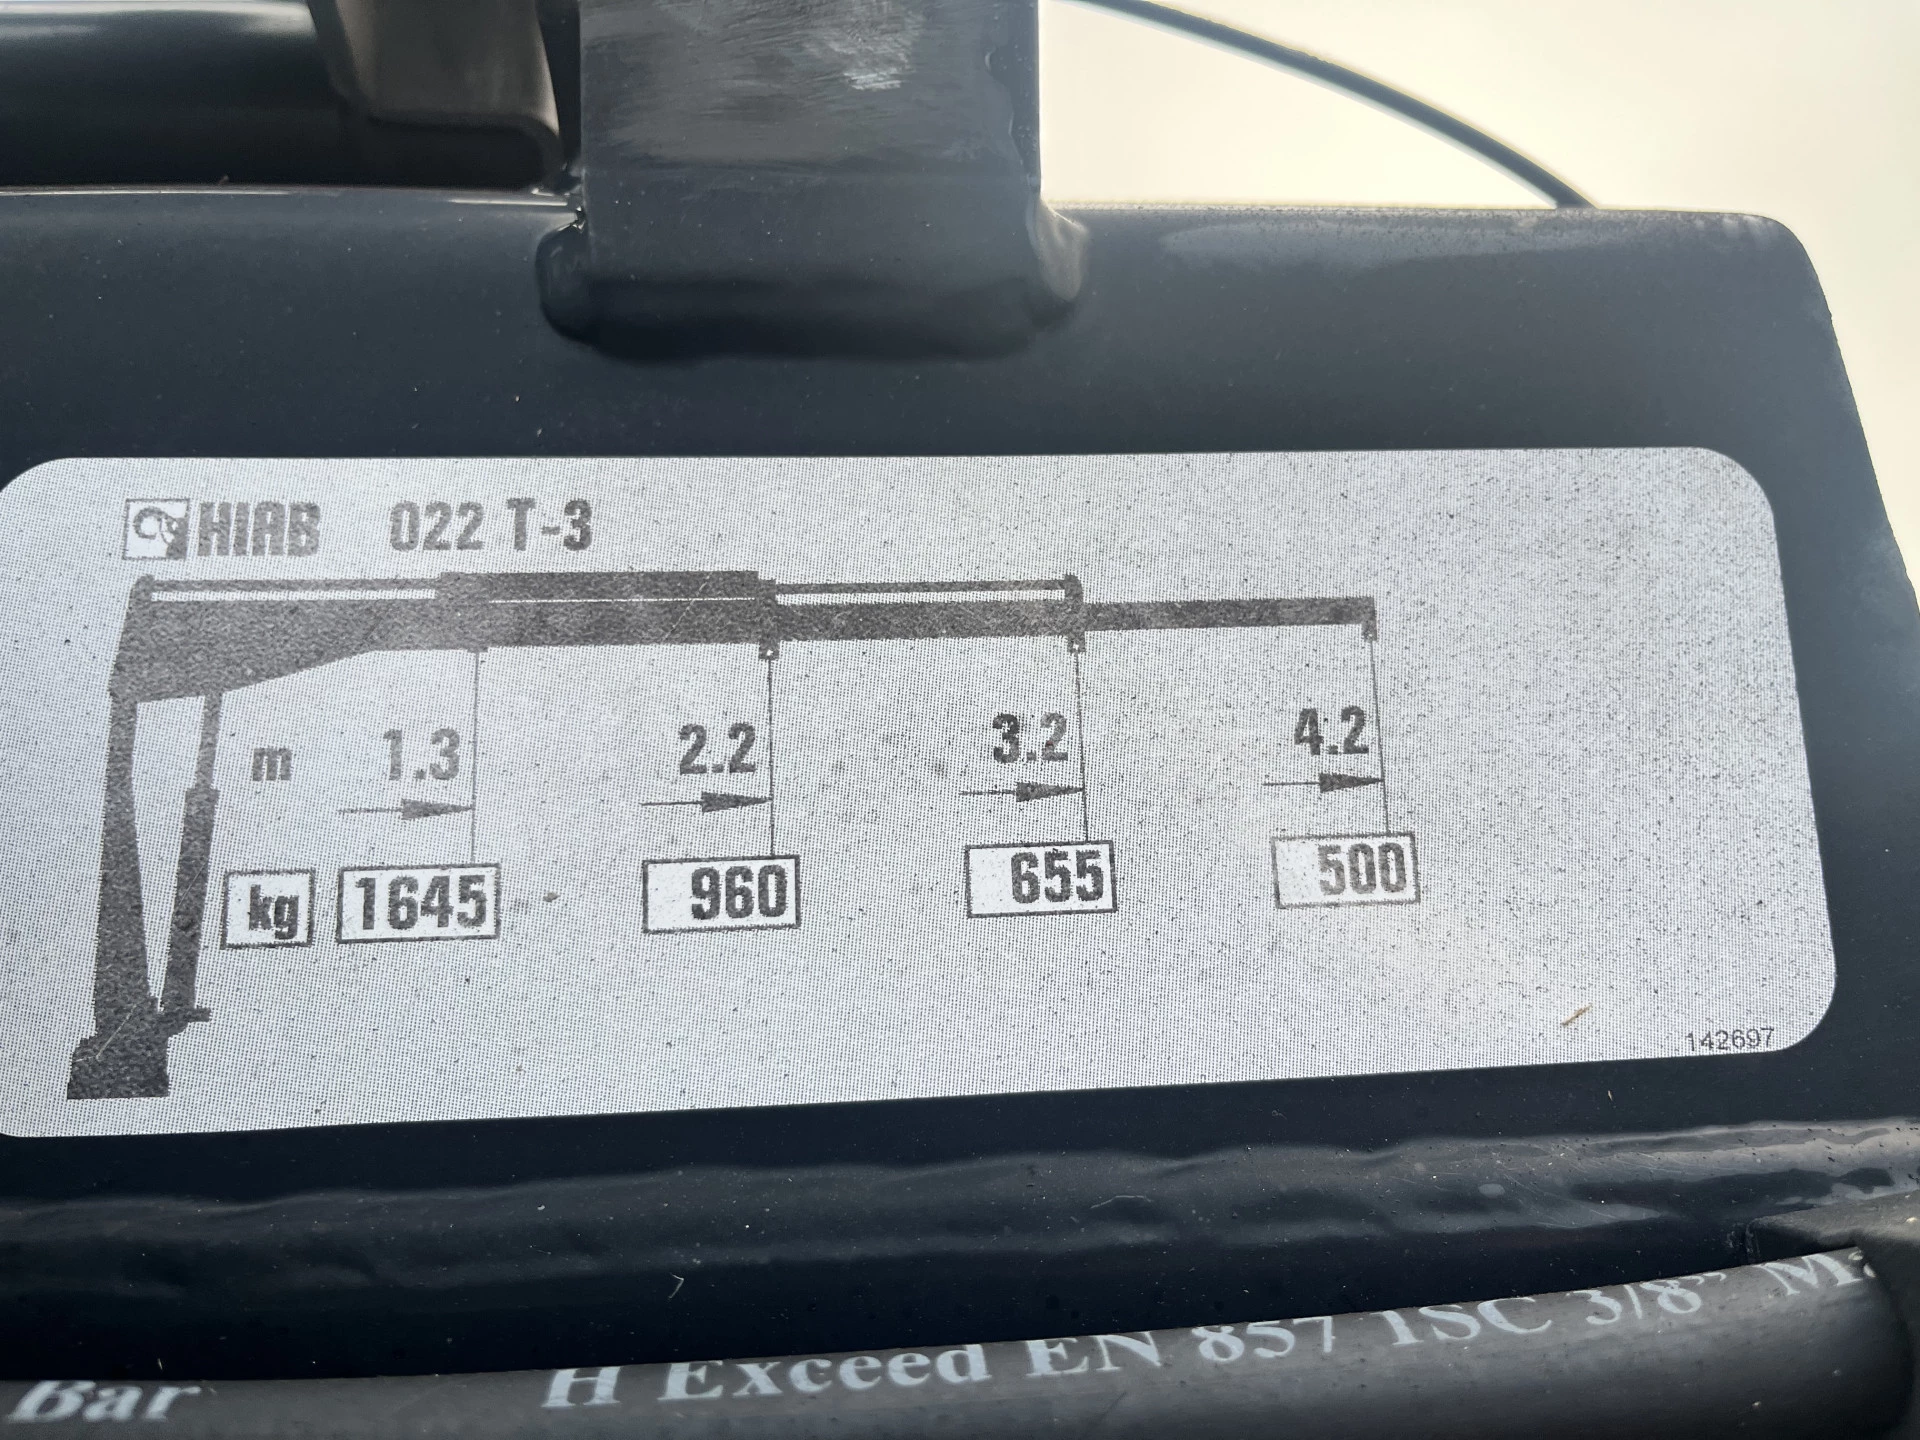 HIAB 022 T-3
m 1.3 2.2 3.2 4.2
kg 1645 960 655 500
142697
Bar H Exceed EN 857 1SC 3/8"